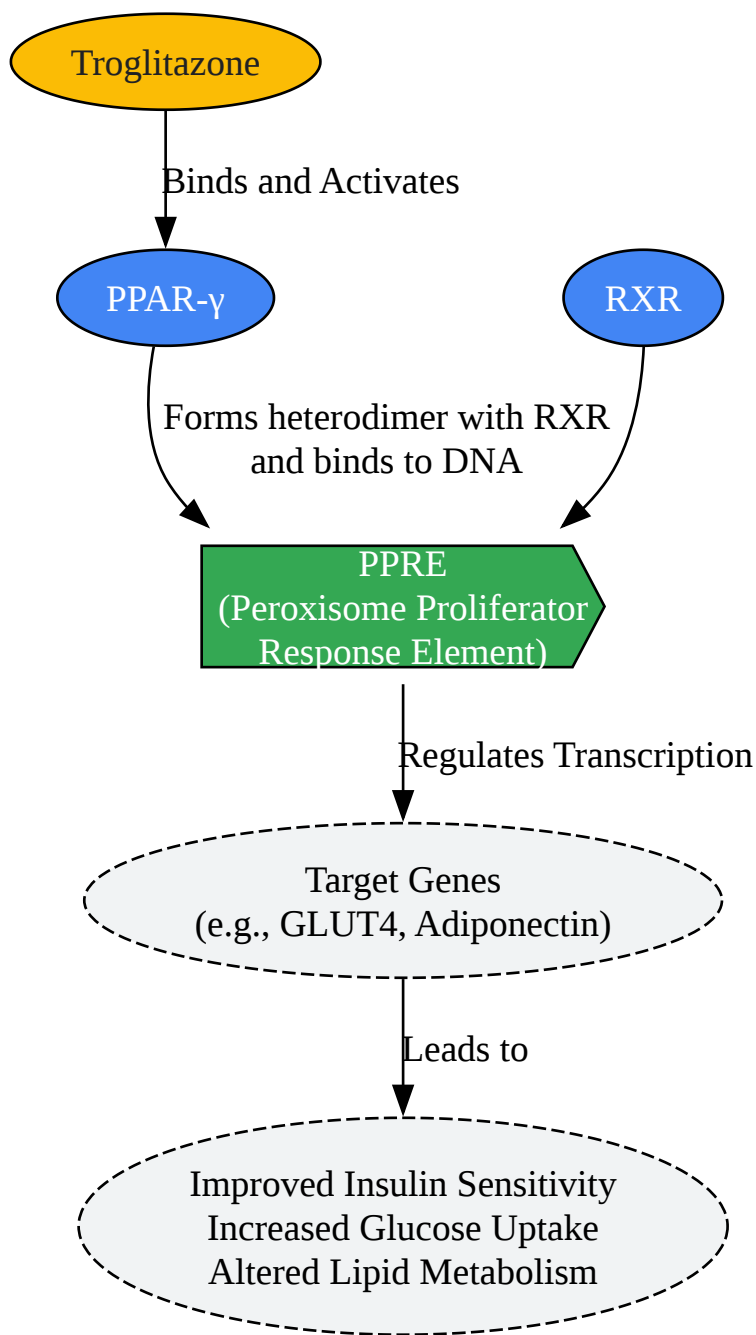 Troglitazone
Binds and Activates
PPAR-γ
RXR
Forms heterodimer with RXR
and binds to DNA
PPRE
(Peroxisome Proliferator
Response Element)
Regulates Transcription
Target Genes
(e.g., GLUT4, Adiponectin)
Leads to
Improved Insulin Sensitivity
Increased Glucose Uptake
Altered Lipid Metabolism